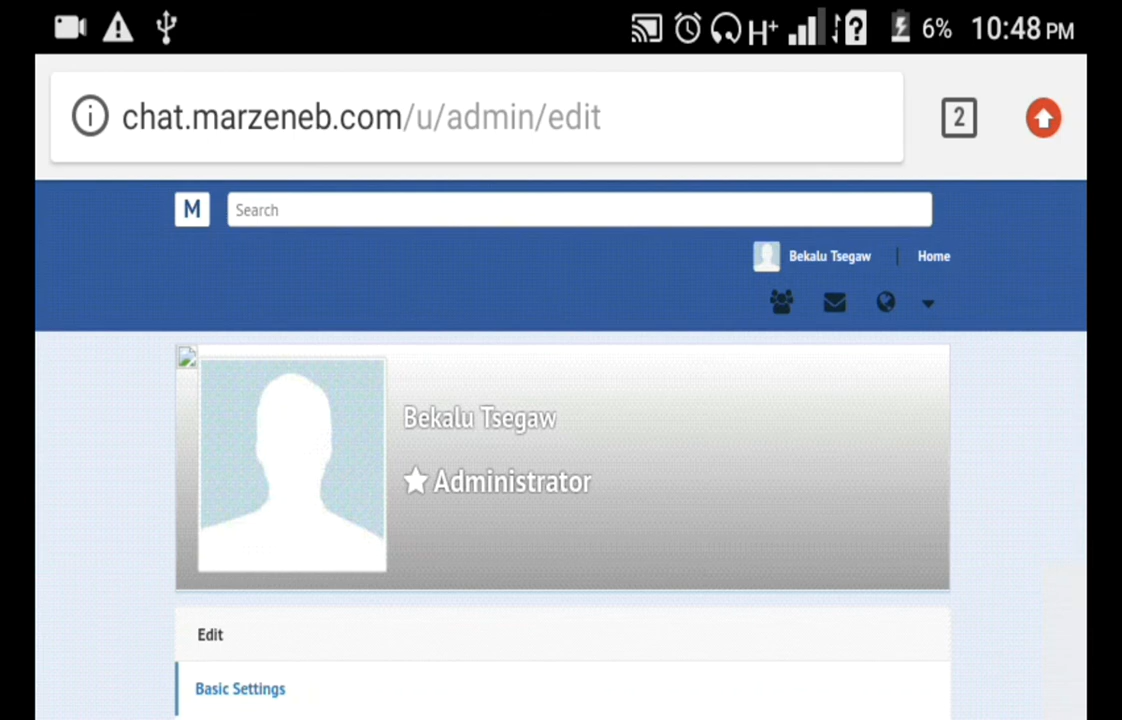 H+ 6% 10:48 PM
chat.marzeneb.com/u/admin/edit 2
M Search
Bekalu Tsegaw | Home
Bekalu Tsegaw
Administrator
Edit
Basic Settings